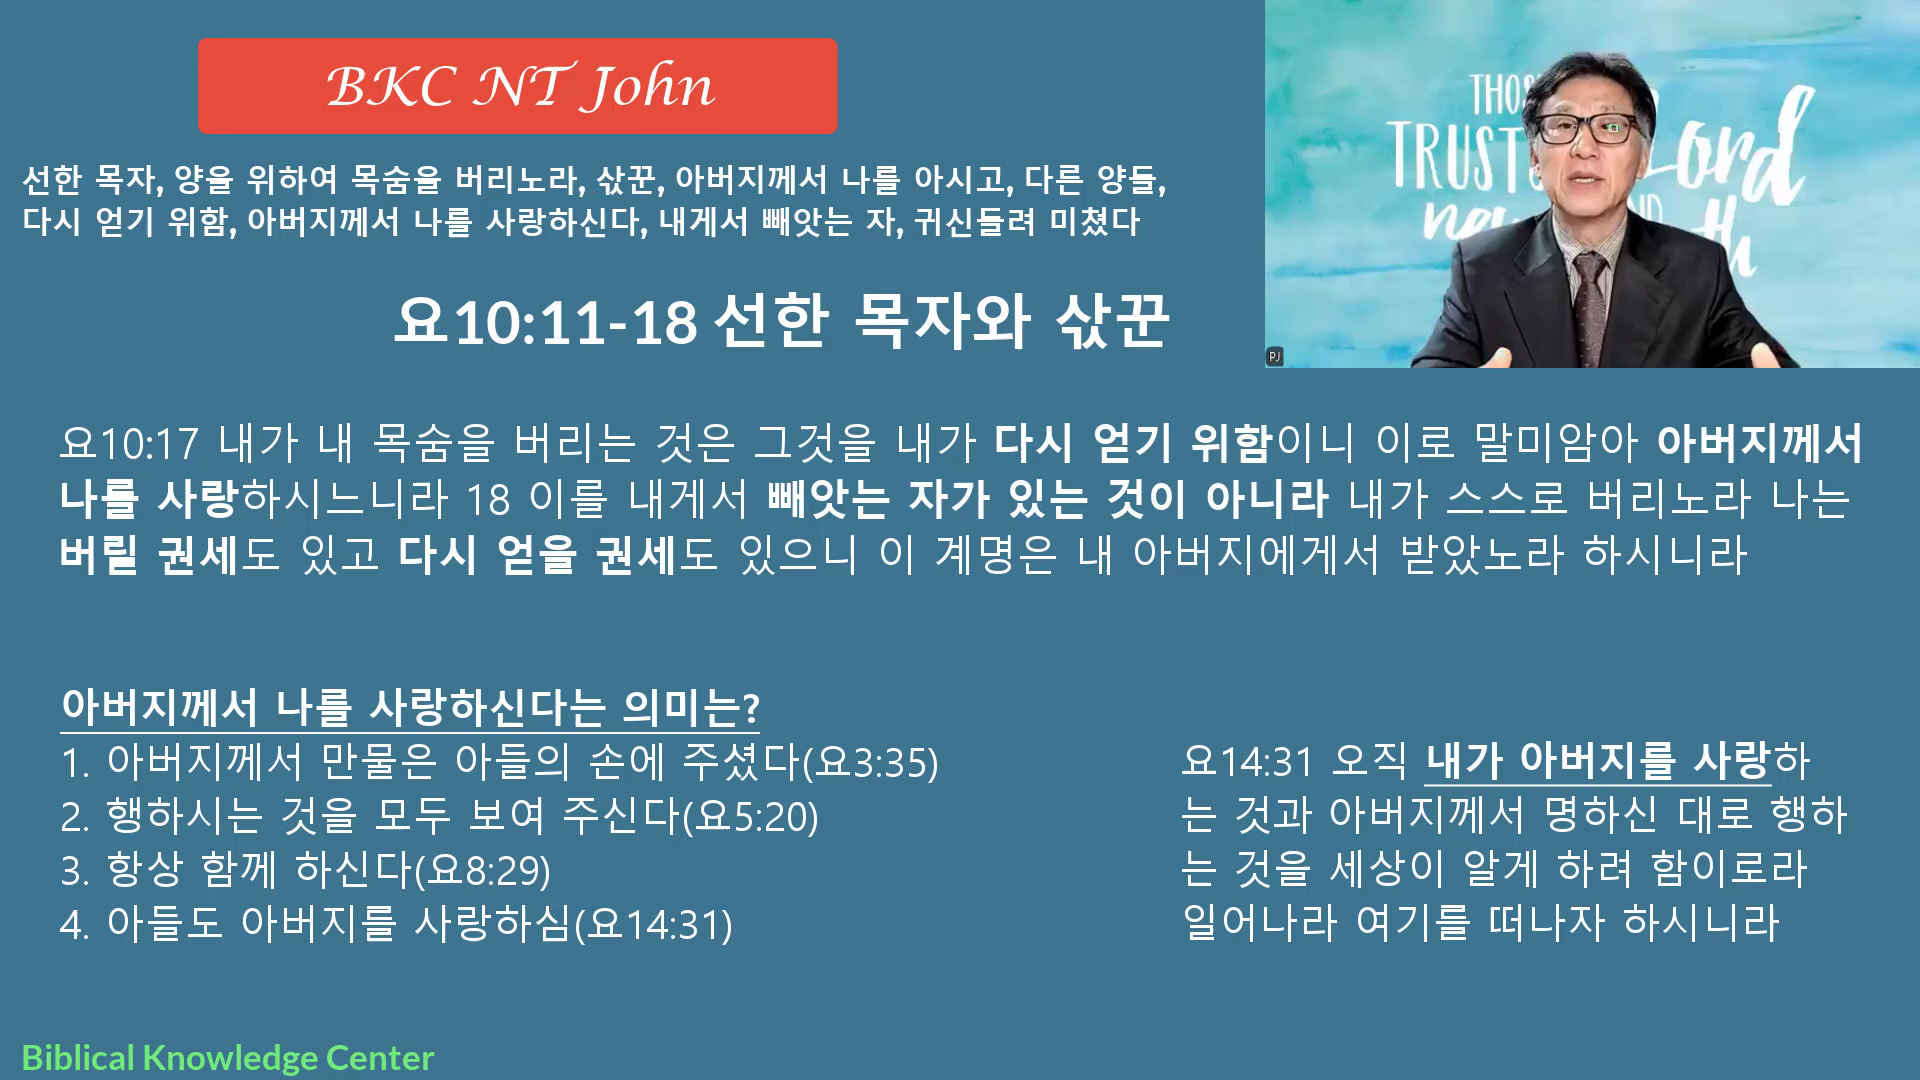 BKC NT John
선한 목자, 양을 위하여 목숨을 버리노라, 삯꾼, 아버지께서 나를 아시고, 다른 양들,
다시 얻기 위함, 아버지께서 나를 사랑하신다, 내게서 빼앗는 자, 귀신들려 미쳤다
요10:11-18 선한 목자와 삯꾼
THOS
TRUST
Lord
ne
ND
th
PJ
요10:17 내가 내 목숨을 버리는 것은 그것을 내가 다시 얻기 위함이니 이로 말미암아 아버지께서
나를 사랑하시느니라 18 이를 내게서 빼앗는 자가 있는 것이 아니라 내가 스스로 버리노라 나는
버릴 권세도 있고 다시 얻을 권세도 있으니 이 계명은 내 아버지에게서 받았노라 하시니라
아버지께서 나를 사랑하신다는 의미는?
1. 아버지께서 만물은 아들의 손에 주셨다(요3:35)
2. 행하시는 것을 모두 보여 주신다(요5:20)
3. 항상 함께 하신다(요8:29)
4. 아들도 아버지를 사랑하심(요14:31)
요14:31 오직 내가 아버지를 사랑하
는 것과 아버지께서 명하신 대로 행하
는 것을 세상이 알게 하려 함이로라
일어나라 여기를 떠나자 하시니라
Biblical Knowledge Center